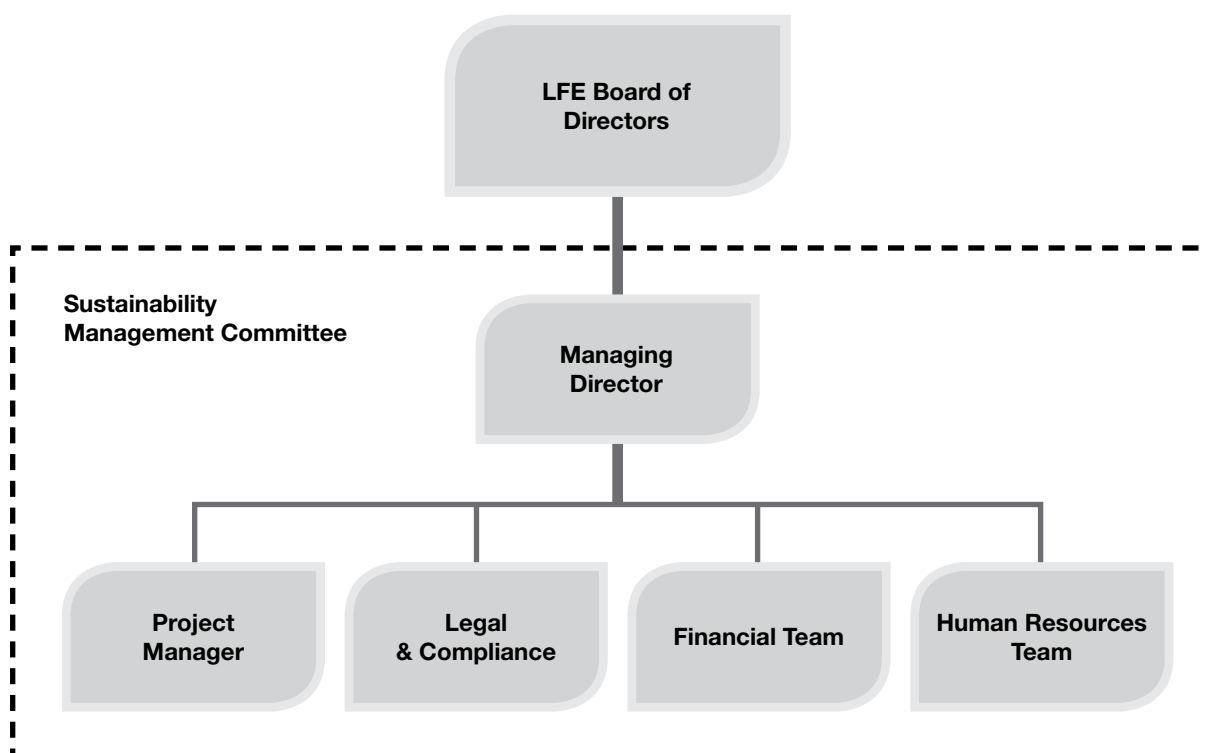 LFE Board of
Directors
Sustainability
Management Committee
Managing
Director
Project
Manager
Legal
& Compliance
Financial Team
Human Resources
Team